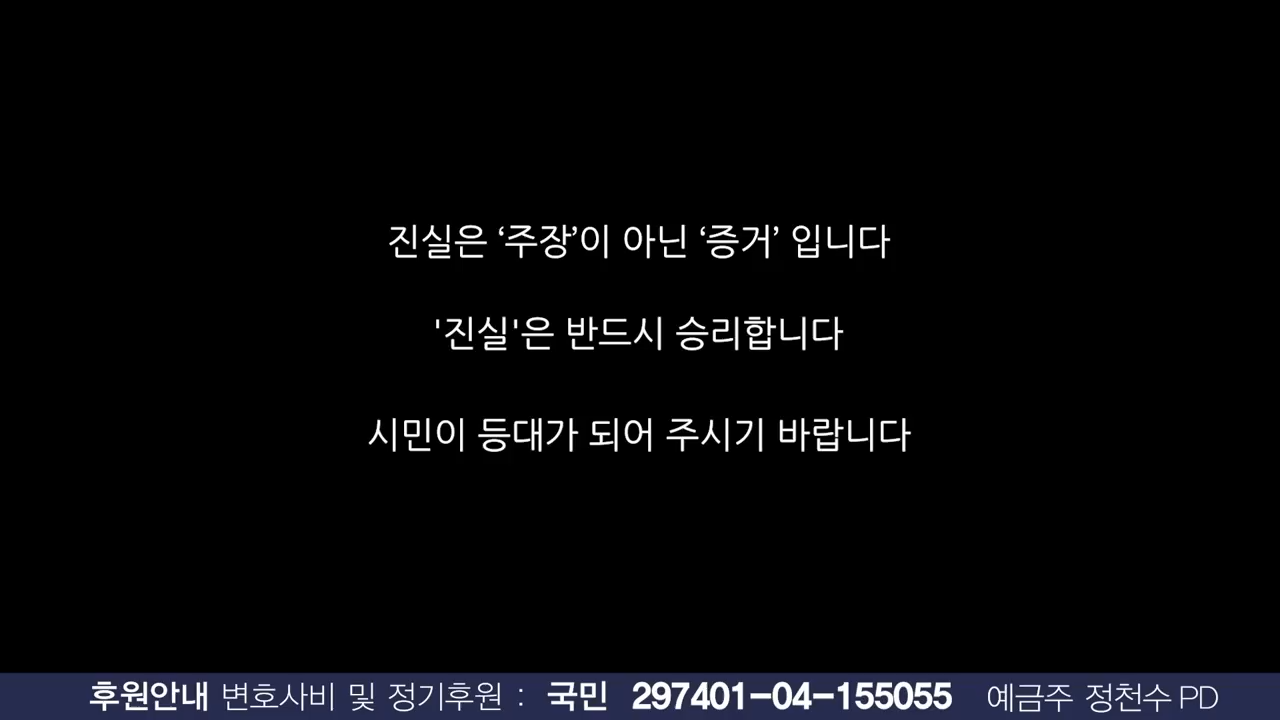 진실은 ‘주장’이 아닌 ‘증거’ 입니다
'진실'은 반드시 승리합니다
시민이 등대가 되어 주시기 바랍니다
후원안내 변호사비 및 정기후원 : 국민 297401-04-155055 예금주 정천수 PD